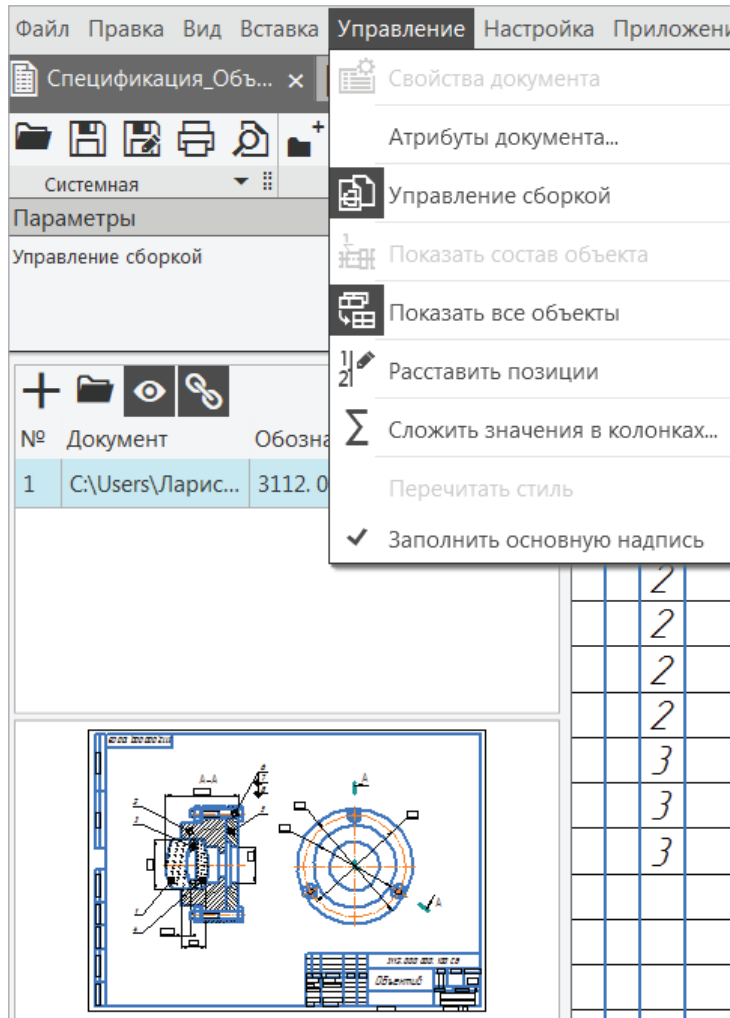 Файл Правка Вид Вставка Управление Настройка Приложени
Спецификация_Объ... ×
Свойства документа
Атрибуты документа...
Системная
Управление сборкой
Параметры
Управление сборкой
Показать состав объекта
Показать все объекты
Расставить позиции
№ Документ Обозна
Сложить значения в колонках...
1 C:\Users\Ларис... 3112. 0
Перечитать стиль
Заполнить основную надпись
2
2
2
2
3
3
3
А-А
А
А
Объектив